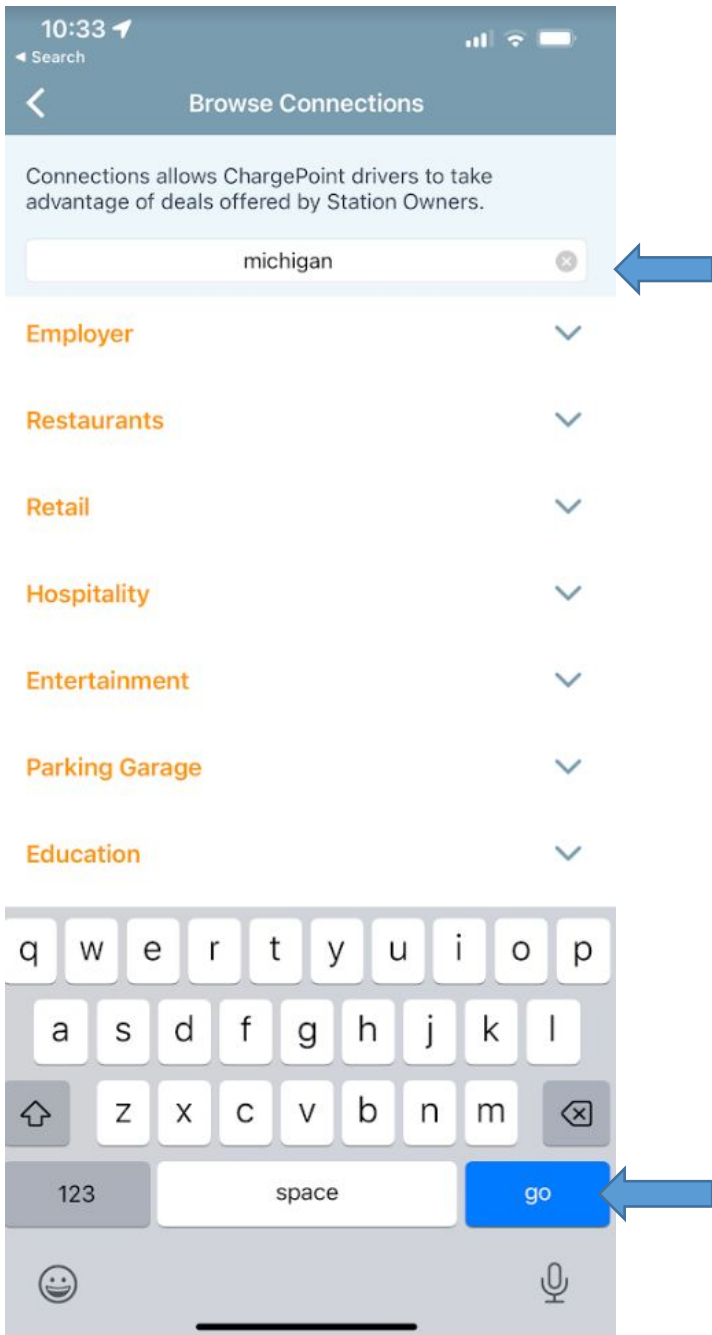 10:33
Search
Browse Connections
Connections allows ChargePoint drivers to take
advantage of deals offered by Station Owners.
michigan
Employer
Restaurants
Retail
Hospitality
Entertainment
Parking Garage
Education
q w e r t y u i o p
a s d f g h j k l
z x c v b n m
123 space go